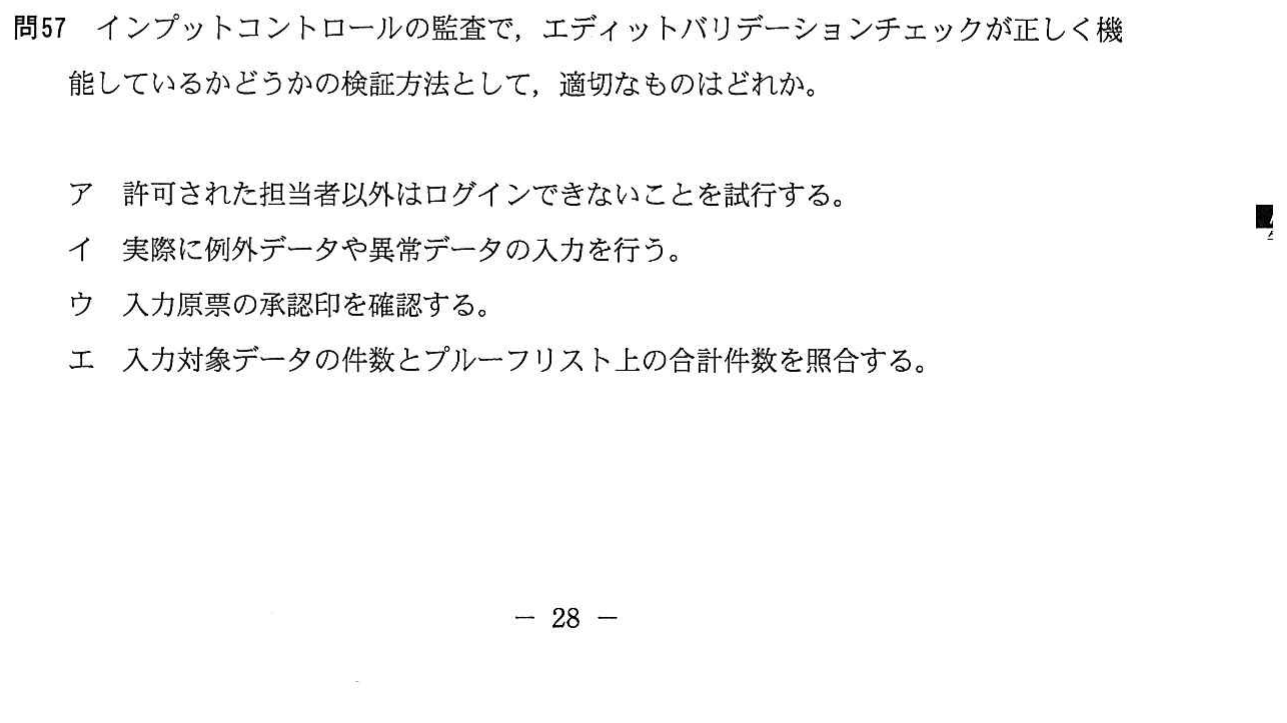 問57 インプットコントロールの監査で，エディットバリデーションチェックが正しく機
能しているかどうかの検証方法として，適切なものはどれか。
ア 許可された担当者以外はログインできないことを試行する。
イ 実際に例外データや異常データの入力を行う。
ウ 入力原票の承認印を確認する。
エ 入力対象データの件数とプルーフリスト上の合計件数を照合する。
－ 28 －